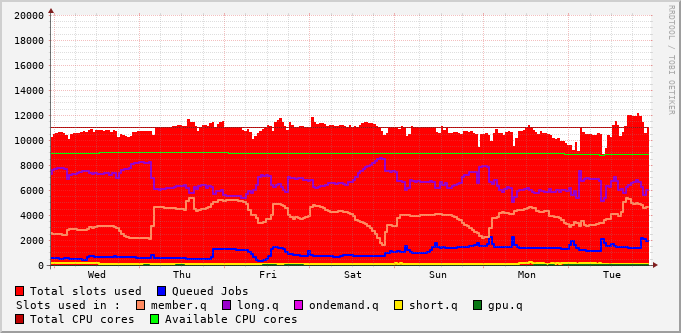 20000
18000
16000
14000
12000
10000
8000
6000
4000
2000
0
Wed Thu Fri Sat Sun Mon Tue
RRDTOOL / TOBI OETIKER
Total slots used Queued Jobs
Slots used in : member.q long.q ondemand.q short.q gpu.q
Total CPU cores Available CPU cores